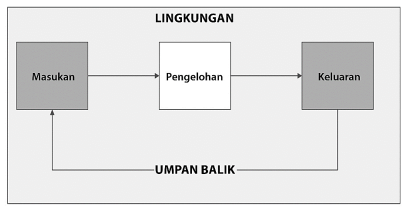 LINGKUNGAN
Masukan
Pengelohan
Keluaran
UMPAN BALIK